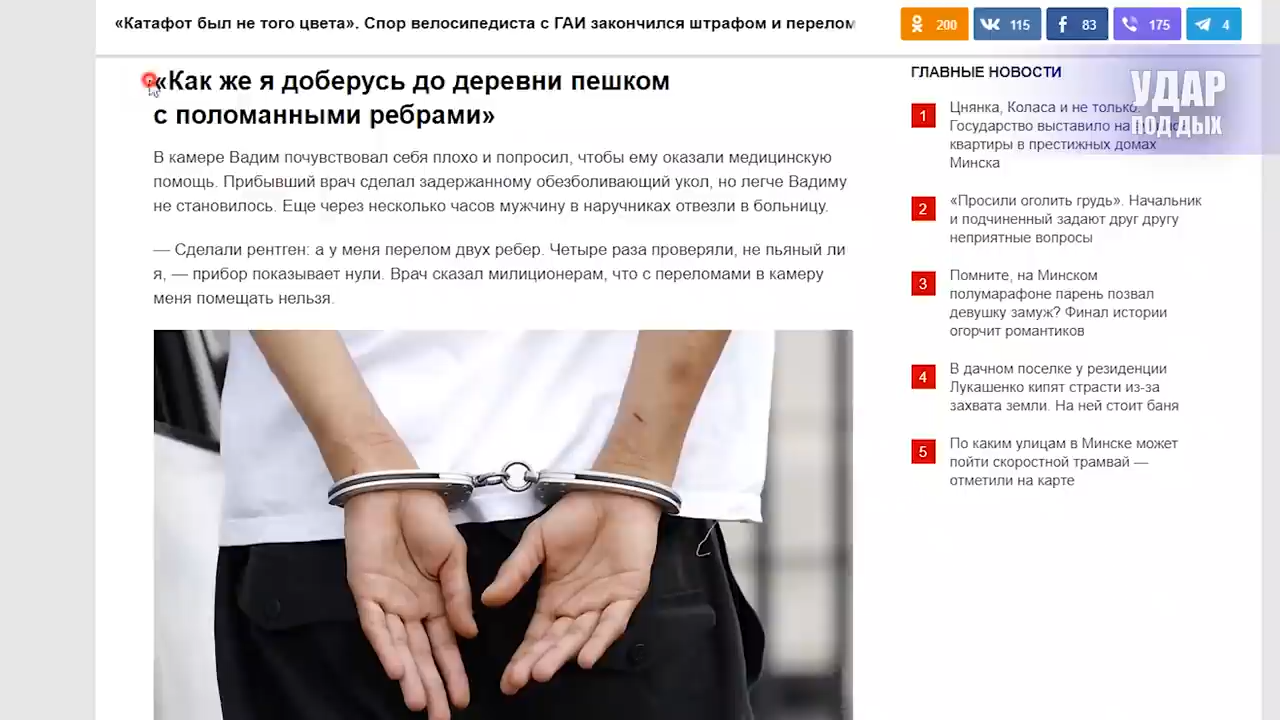 «Катафот был не того цвета». Спор велосипедиста с ГАИ закончился штрафом и перелом
200
115
83
175
4
«Как же я доберусь до деревни пешком
с поломанными ребрами»
В камере Вадим почувствовал себя плохо и попросил, чтобы ему оказали медицинскую
помощь. Прибывший врач сделал задержанному обезболивающий укол, но легче Вадиму
не становилось. Еще через несколько часов мужчину в наручниках отвезли в больницу.
— Сделали рентген: а у меня перелом двух ребер. Четыре раза проверяли, не пьяный ли
я, — прибор показывает нули. Врач сказал милиционерам, что с переломами в камеру
меня помещать нельзя.
ГЛАВНЫЕ НОВОСТИ
УДАР
ПОД ДЫХ
1
Цнянка, Коласа и не только.
Государство выставило на
квартиры в престижных домах
Минска
2
«Просили оголить грудь». Начальник
и подчиненный задают друг другу
неприятные вопросы
3
Помните, на Минском
полумарафоне парень позвал
девушку замуж? Финал истории
огорчит романтиков
4
В дачном поселке у резиденции
Лукашенко кипят страсти из-за
захвата земли. На ней стоит баня
5
По каким улицам в Минске может
пойти скоростной трамвай —
отметили на карте